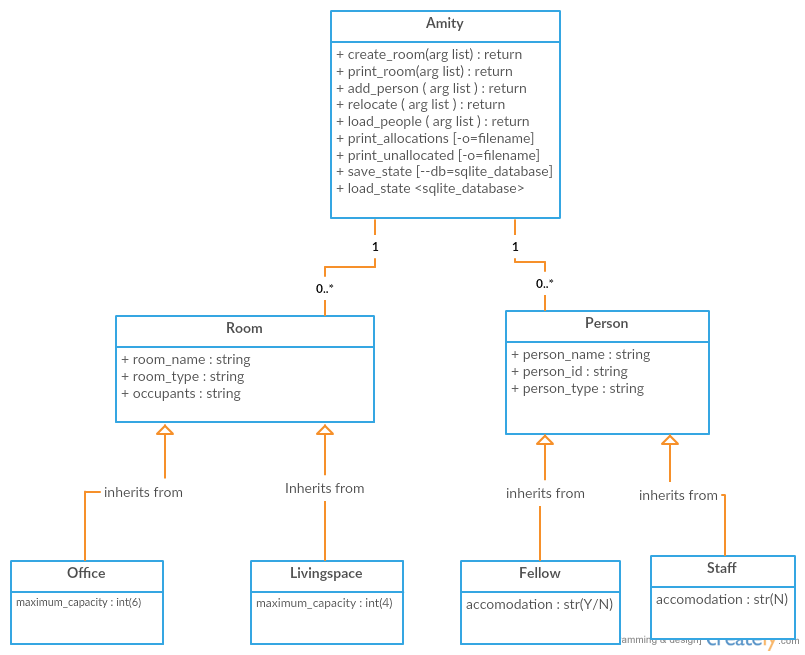 Amity
+ create_room(arg list) : return
+ print_room(arg list) : return
+ add_person ( arg list ) : return
+ relocate ( arg list ) : return
+ load_people ( arg list ) : return
+ print_allocations [-o=filename]
+ print_unallocated [-o=filename]
+ save_state [--db=sqlite_database]
+ load_state <sqlite_database>
1
1
0..*
0..*
Room
+ room_name : string
+ room_type : string
+ occupants : string
Person
+ person_name : string
+ person_id : string
+ person_type : string
inherits from
Inherits from
inherits from
inherits from
Office
maximum_capacity : int(6)
Livingspace
maximum_capacity : int(4)
Fellow
accomodation : str(Y/N)
Staff
accomodation : str(N)
amming & design]
creately.com